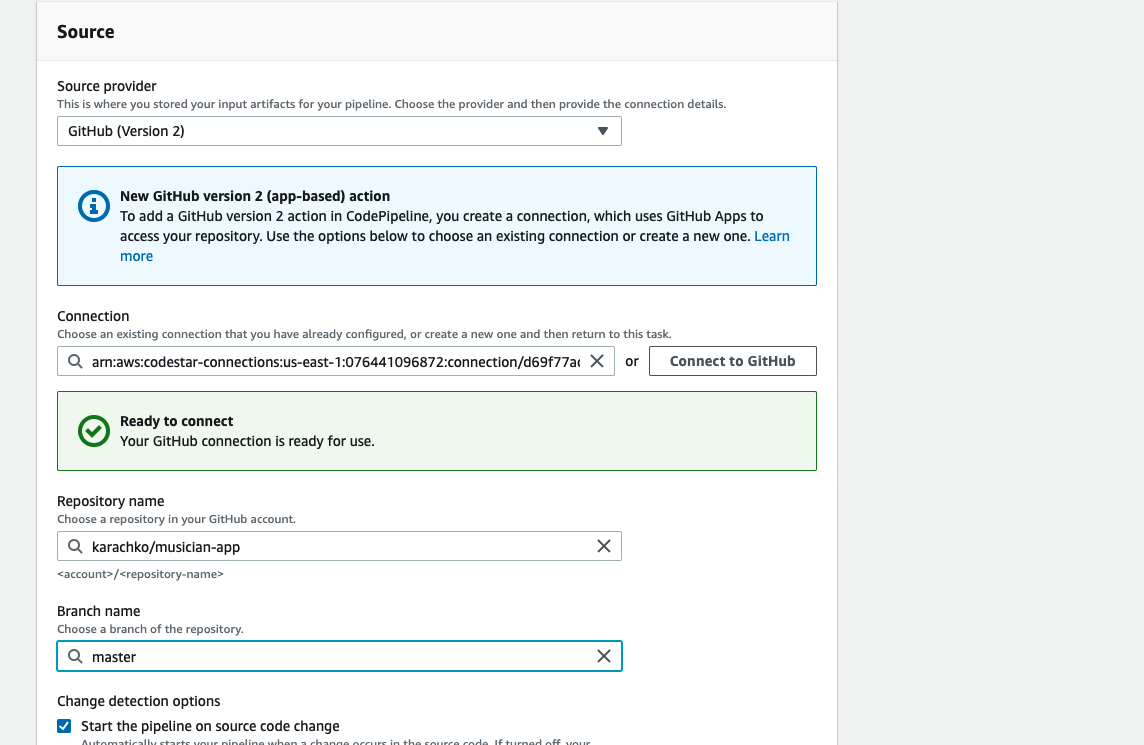 Source
Source provider
This is where you stored your input artifacts for your pipeline. Choose the provider and then provide the connection details.
GitHub (Version 2)
New GitHub version 2 (app-based) action
To add a GitHub version 2 action in CodePipeline, you create a connection, which uses GitHub Apps to
access your repository. Use the options below to choose an existing connection or create a new one. Learn
more
Connection
Choose an existing connection that you have already configured, or create a new one and then return to this task.
arn:aws:codestar-connections:us-east-1:076441096872:connection/d69f77ac or Connect to GitHub
Ready to connect
Your GitHub connection is ready for use.
Repository name
Choose a repository in your GitHub account.
karachko/musician-app
<account>/<repository-name>
Branch name
Choose a branch of the repository.
master
Change detection options
Start the pipeline on source code change
Automatically starts your pipeline when a change occurs in the source code. If turned off, your